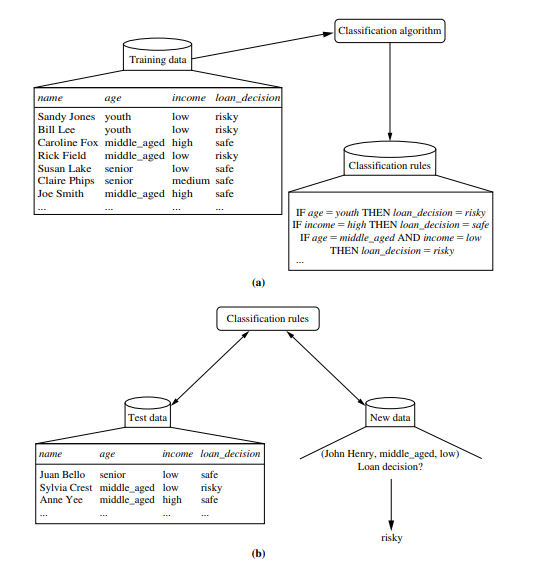 Classification algorithm
Training data
name age income loan_decision
Sandy Jones youth low risky
Bill Lee youth low risky
Caroline Fox middle_aged high safe
Rick Field middle_aged low risky
Susan Lake senior low safe
Claire Phips senior medium safe
Joe Smith middle_aged high safe
... ... ... ...
Classification rules
IF age = youth THEN loan_decision = risky
IF income = high THEN loan_decision = safe
IF age = middle_aged AND income = low
THEN loan_decision = risky
...
(a)
Classification rules
Test data
name age income loan_decision
Juan Bello senior low safe
Sylvia Crest middle_aged low risky
Anne Yee middle_aged high safe
... ... ... ...
New data
(John Henry, middle_aged, low)
Loan decision?
risky
(b)